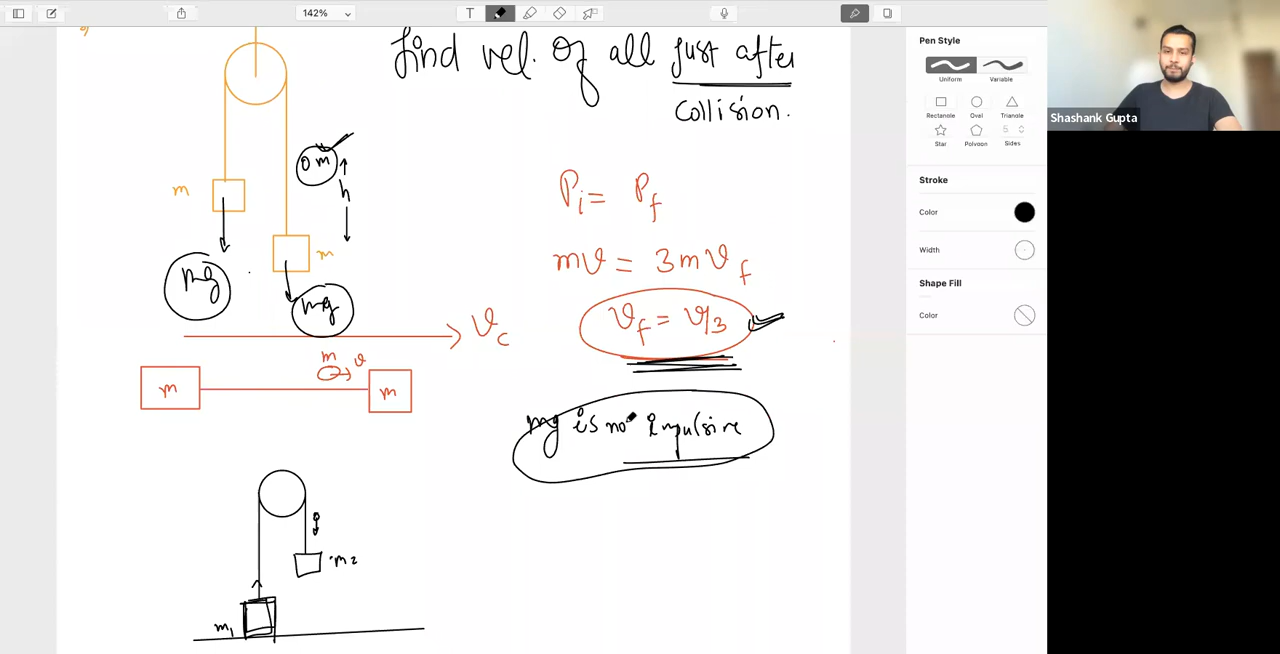 142%
T
Find vel. of all just after
collision.
m
m
h
m
mg
mg
Pi = Pf
mv = 3mvf
vf = v/3
vc
m v
m
m
mg is not impulsive
m2
m1
Pen Style
Uniform
Variable
Rectangle
Oval
Triangle
Star
Polygon
5
Sides
Stroke
Color
Width
Shape Fill
Color
Shashank Gupta